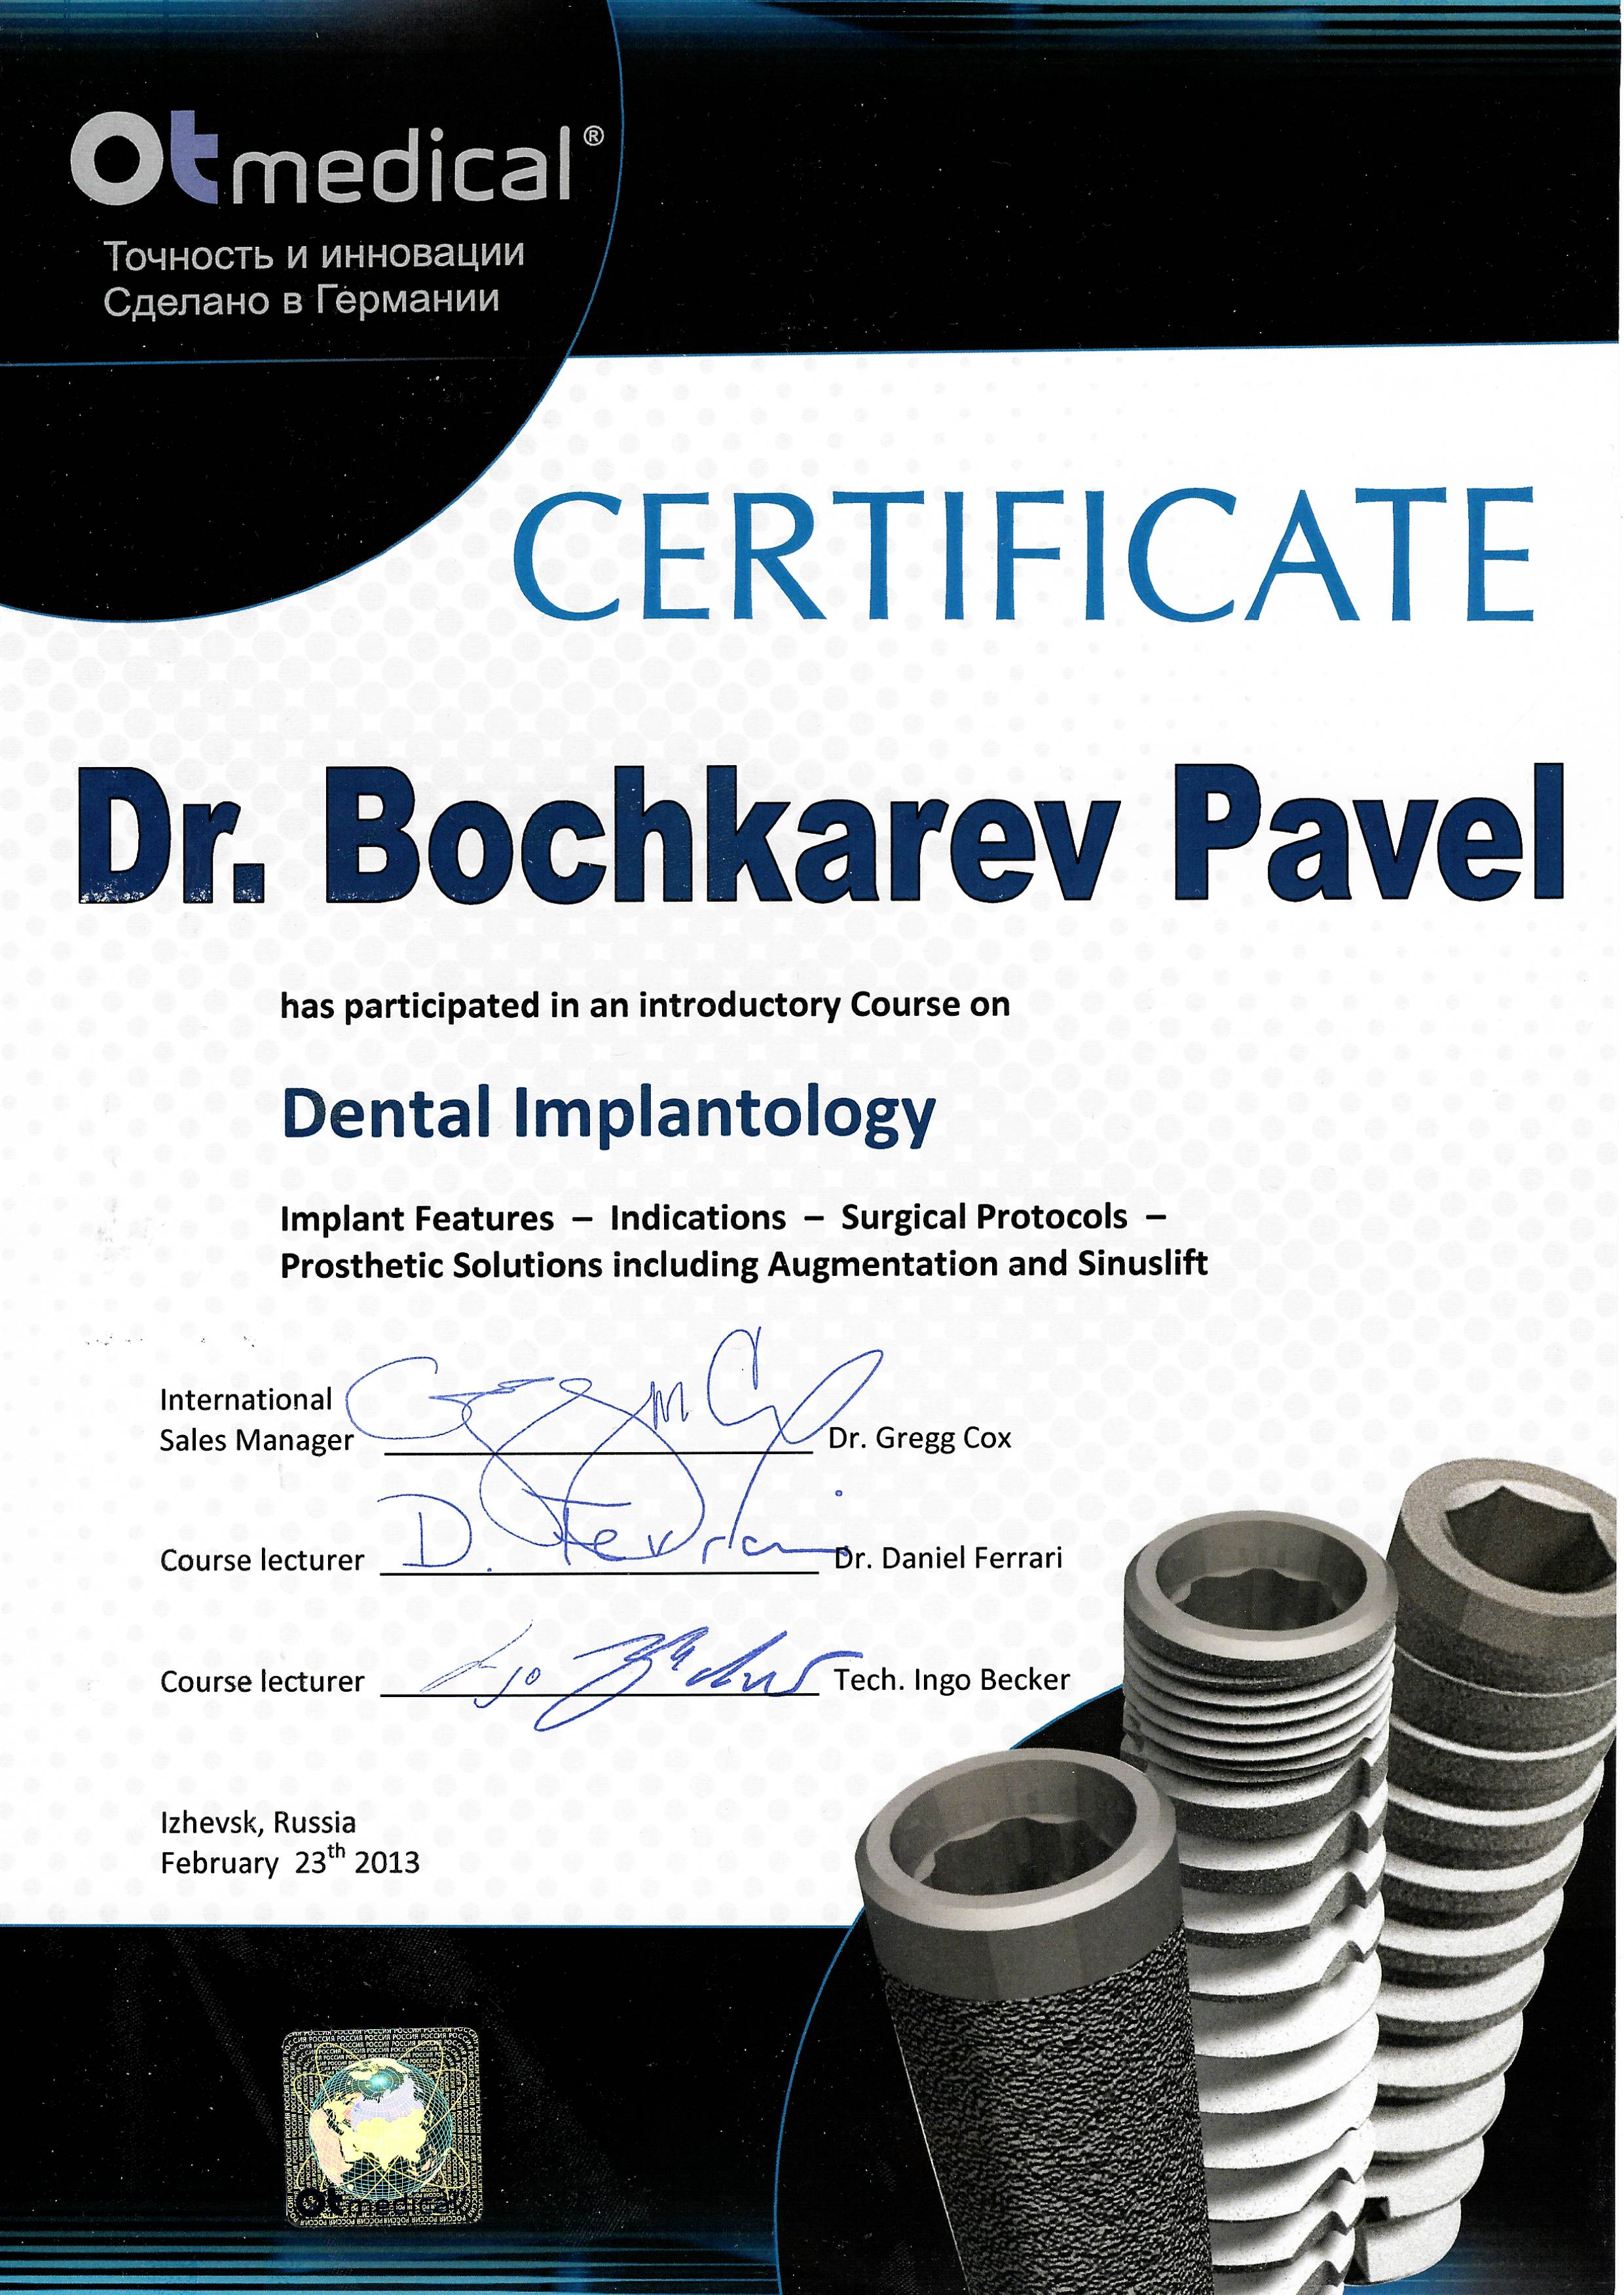 Otmedical®
Точность и инновации
Сделано в Германии
CERTIFICATE
Dr. Bochkarev Pavel
has participated in an introductory Course on
Dental Implantology
Implant Features – Indications – Surgical Protocols –
Prosthetic Solutions including Augmentation and Sinuslift
International
Sales Manager Dr. Gregg Cox
Course lecturer D. Ferrari Dr. Daniel Ferrari
Course lecturer Ingo Becker Tech. Ingo Becker
Izhevsk, Russia
February 23th 2013
РОССИЯ РОССИЯ РОССИЯ
Otmedical